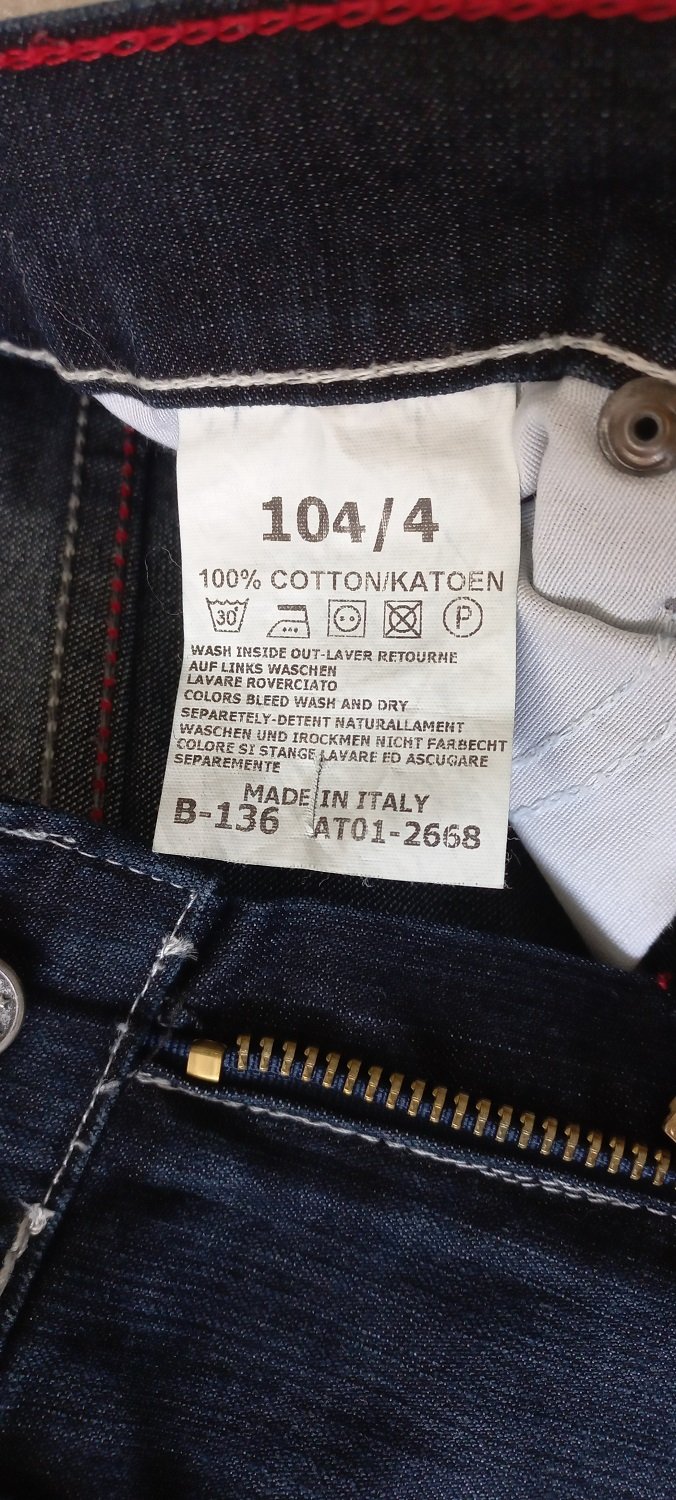 104/4
100% COTTON/KATOEN
30° P
WASH INSIDE OUT-LAVER RETOURNE
AUF LINKS WASCHEN
LAVARE ROVERCIATO
COLORS BLEED WASH AND DRY
SEPARETELY-DETENT NATURALLAMENT
WASCHEN UND IROCKMEN NICHT FARBECHT
COLORE SI STANGE LAVARE ED ASCUGARE
SEPAREMENTE
MADE IN ITALY
B-136 AT01-2668